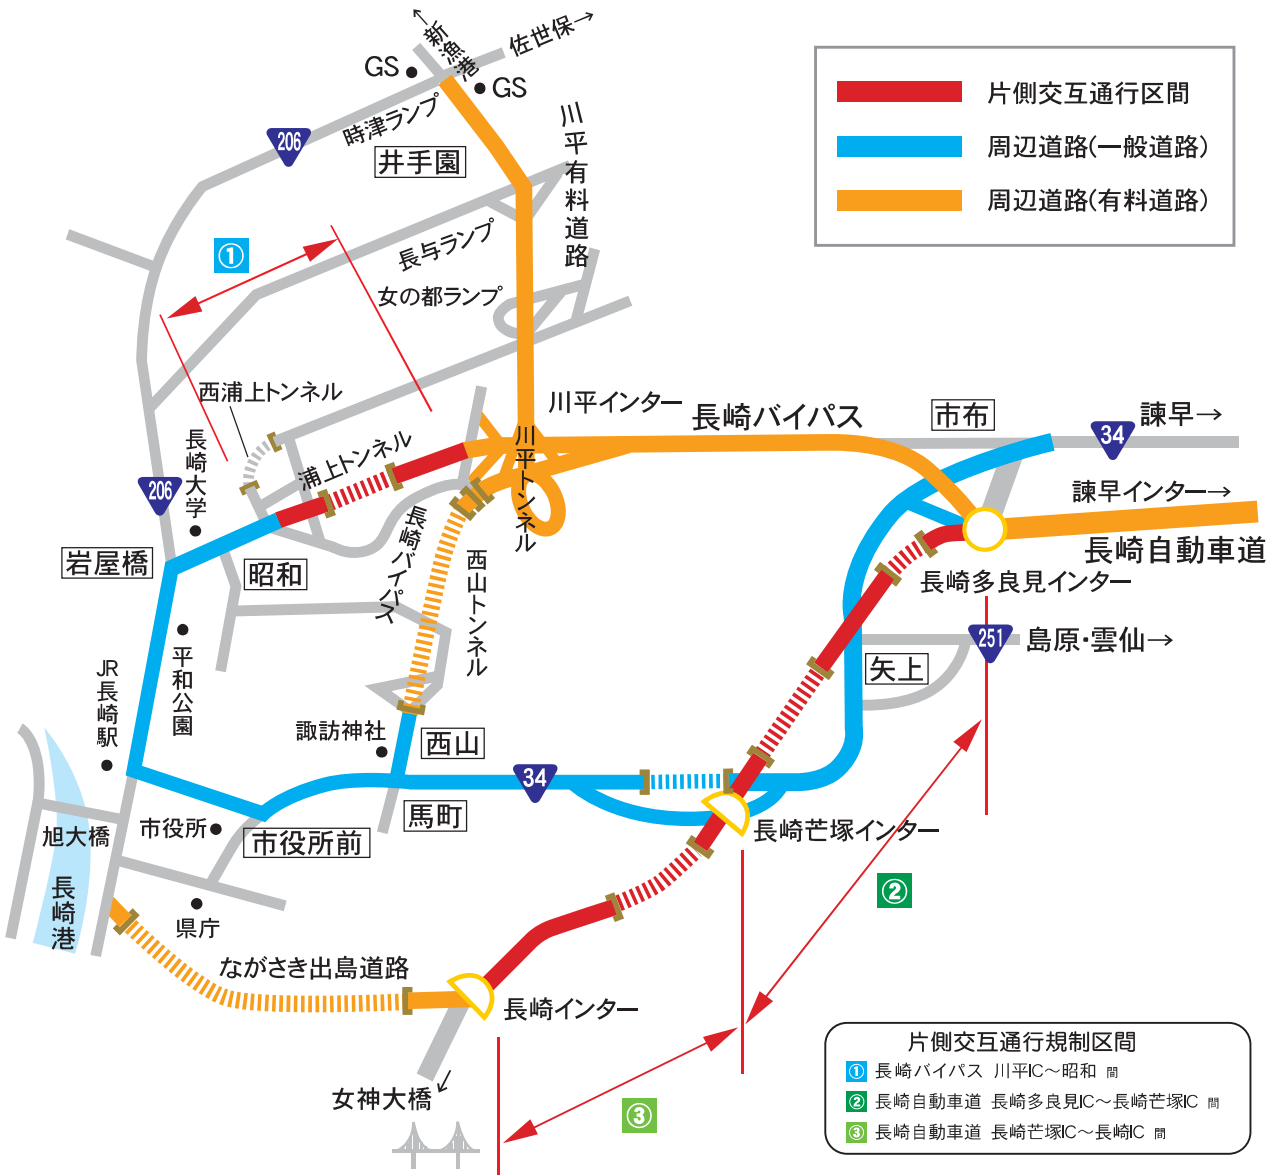 ←新漁港
佐世保→
GS
GS
時津ランプ
206
井手園
川平有料道路
片側交互通行区間
周辺道路(一般道路)
周辺道路(有料道路)
①
長与ランプ
女の都ランプ
西浦上トンネル
川平インター
長崎バイパス
市布
34
諫早→
長崎大学
浦上トンネル
川平トンネル
206
諫早インター→
長崎バイパス
西山トンネル
長崎自動車道
岩屋橋
昭和
長崎多良見インター
251
島原・雲仙→
矢上
平和公園
JR長崎駅
諏訪神社
西山
34
馬町
市役所
市役所前
旭大橋
長崎芒塚インター
長崎港
県庁
②
ながさき出島道路
長崎インター
女神大橋
←
③
片側交互通行規制区間
① 長崎バイパス 川平IC～昭和 間
② 長崎自動車道 長崎多良見IC～長崎芒塚IC 間
③ 長崎自動車道 長崎芒塚IC～長崎IC 間